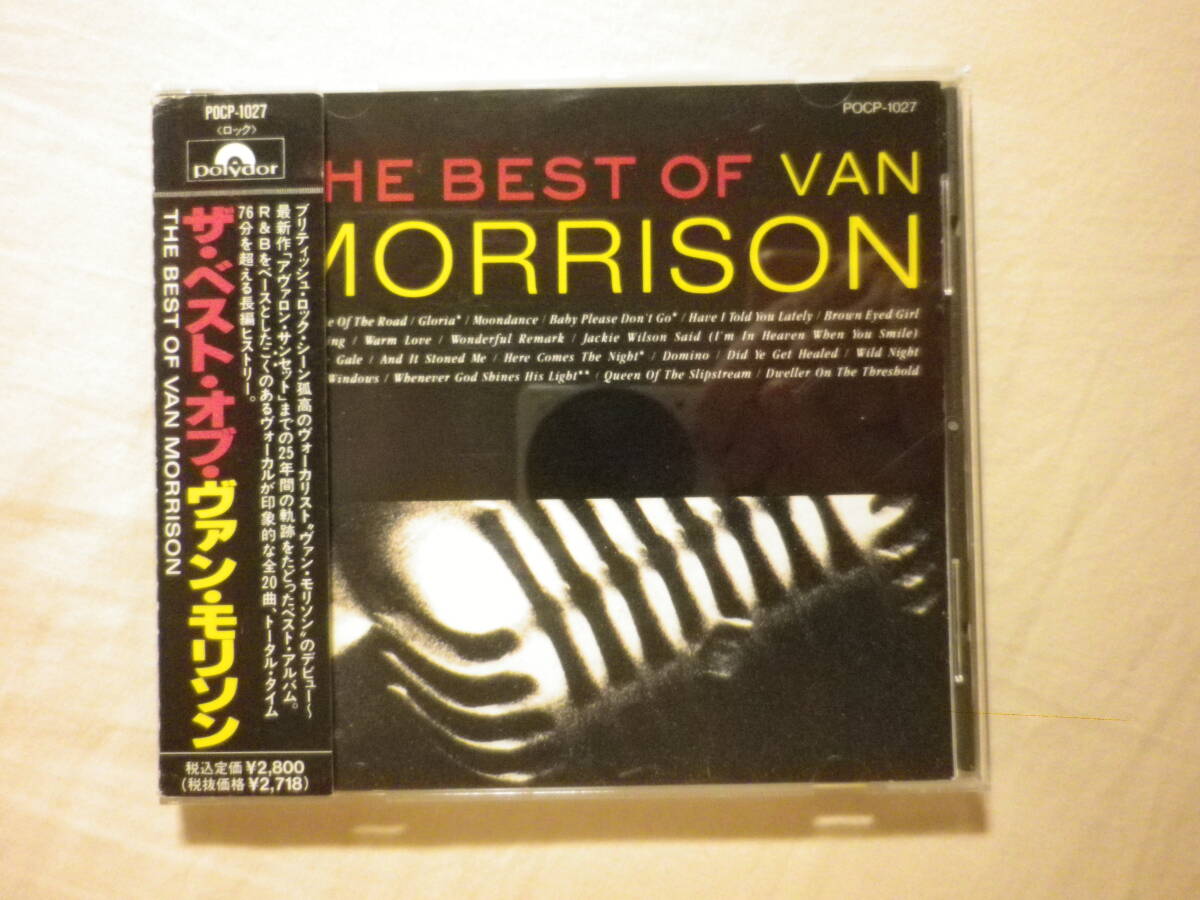 POCP-1027
〈ロック〉
polydor
ザ・ベスト・オブ・ヴァン・モリソン
THE BEST OF VAN MORRISON
ブリティッシュ・ロック・シーン孤高のヴォーカリスト“ヴァン・モリソン”のデビュー〜
最新作「アヴァロン・サンセット」までの25年間の軌跡をたどったベスト・アルバム。
R&Bをベースとしたこくのあるヴォーカルが印象的な全20曲、トータル・タイム
76分を超える長編ヒストリー。
税込定価¥2,800
(税抜価格¥2,718)
POCP-1027
HE BEST OF VAN
MORRISON
e Of The Road / Gloria* / Moondance / Baby Please Don't Go* / Have I Told You Lately / Brown Eyed Girl
ing / Warm Love / Wonderful Remark / Jackie Wilson Said (I'm In Heaven When You Smile)
Gale / And It Stoned Me / Here Comes The Night* / Domino / Did Ye Get Healed / Wild Night
Windows / Whenever God Shines His Light** / Queen Of The Slipstream / Dweller On The Threshold